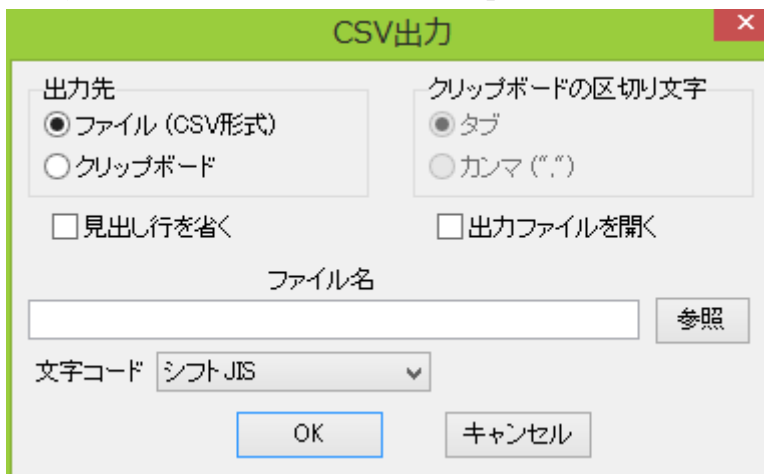 CSV出力
出力先
ファイル (CSV形式)
クリップボード
クリップボードの区切り文字
タブ
カンマ (",")
見出し行を省く
出力ファイルを開く
ファイル名
参照
文字コード シフトJIS
OK
キャンセル